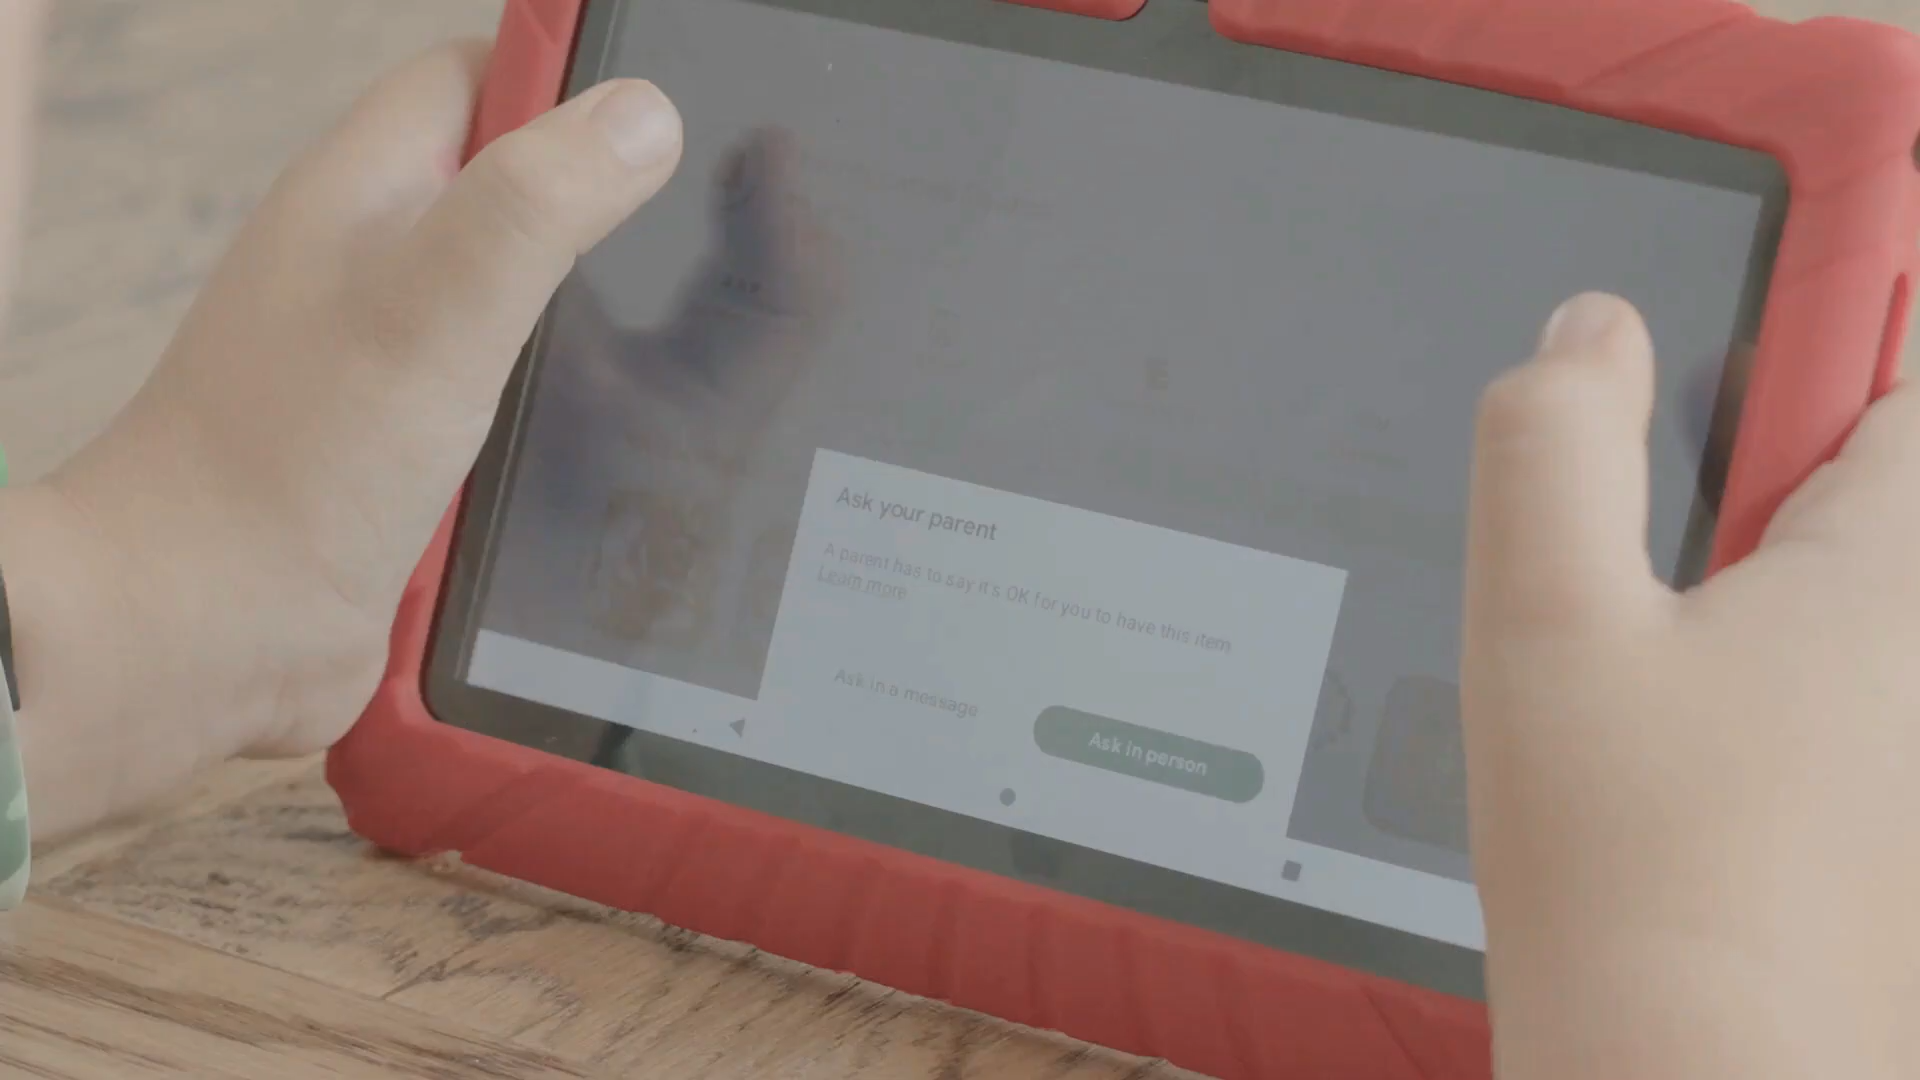 Ask your parent
A parent has to say it's OK for you to have this item
Learn more
Ask in a message
Ask in person